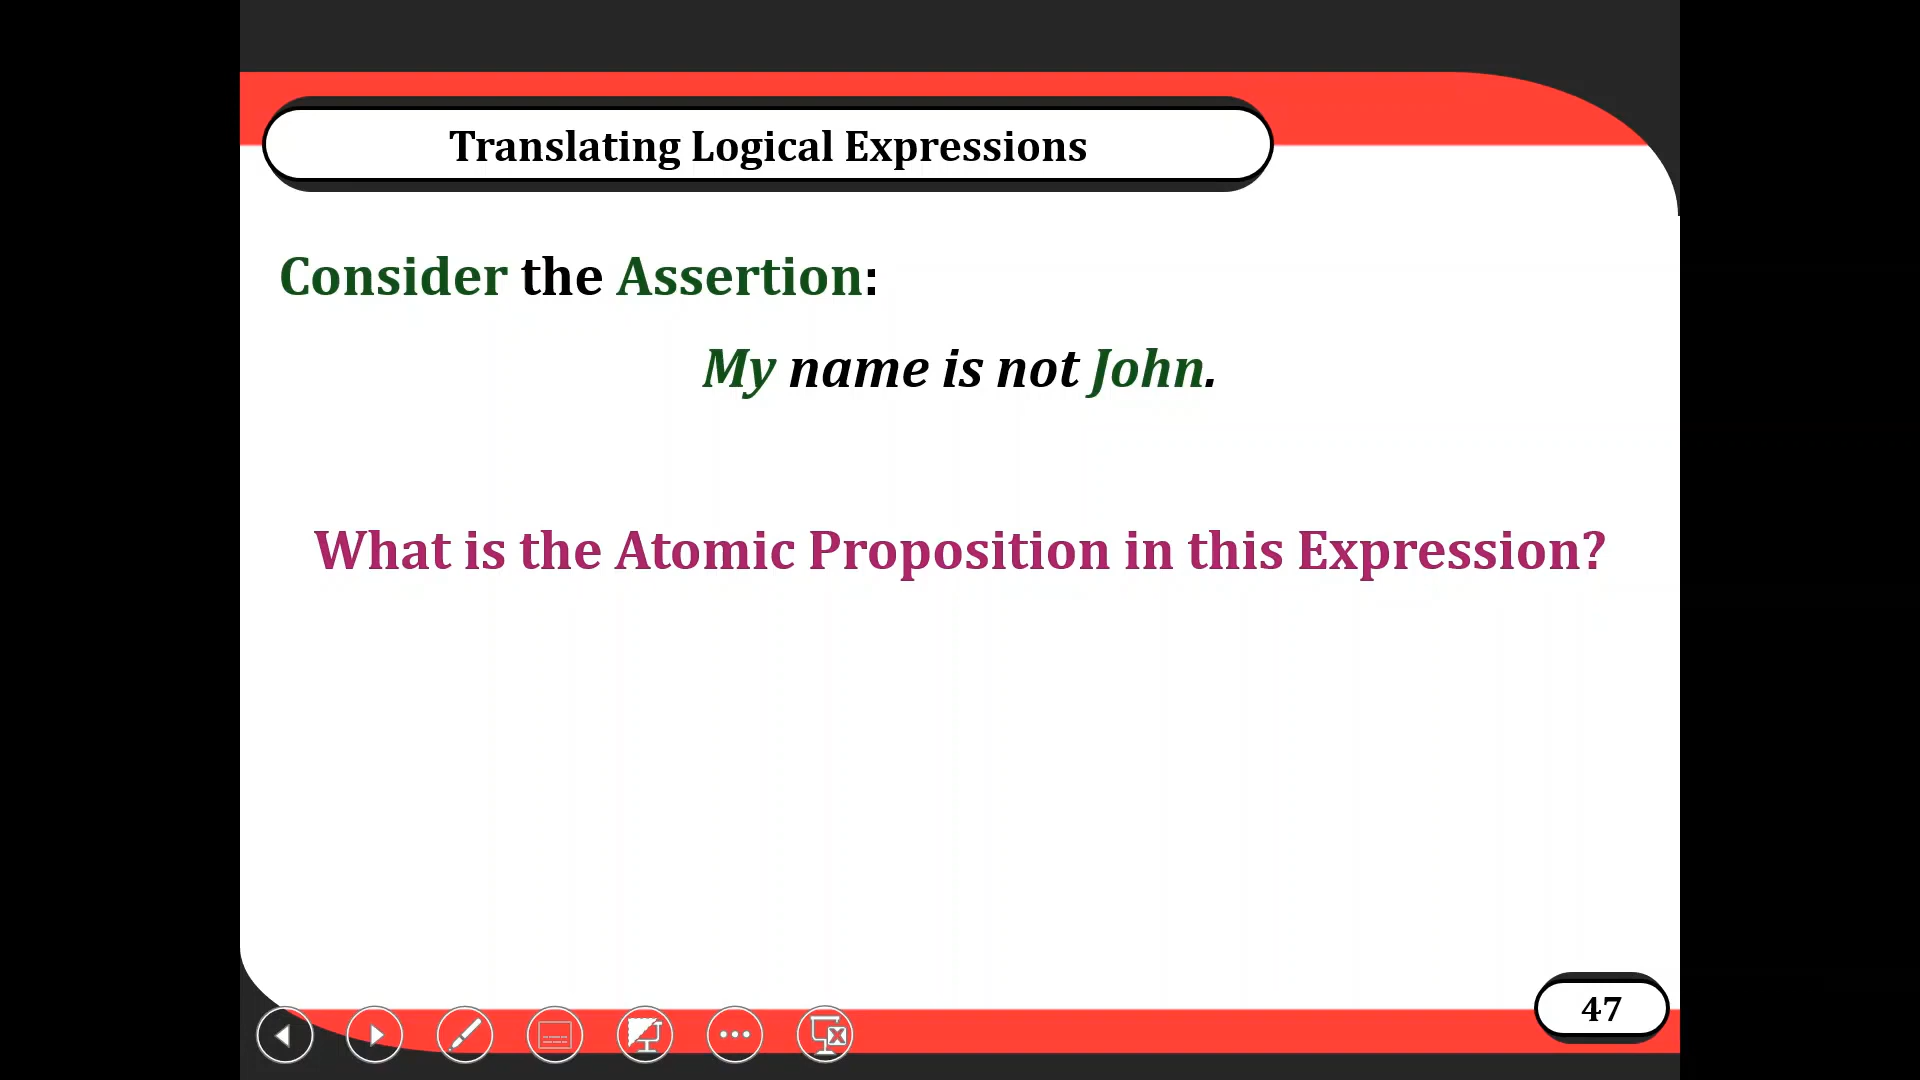 Translating Logical Expressions
Consider the Assertion:
My name is not John.
What is the Atomic Proposition in this Expression?
47